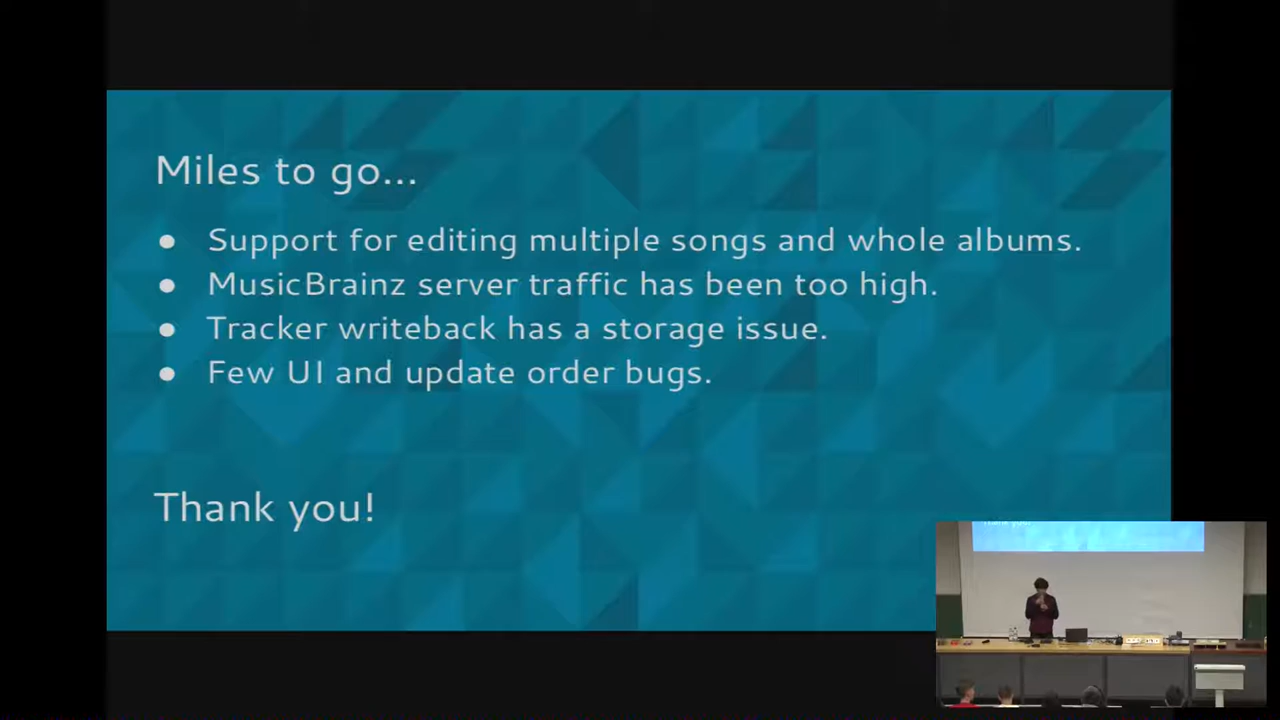 Miles to go...
● Support for editing multiple songs and whole albums.
● MusicBrainz server traffic has been too high.
● Tracker writeback has a storage issue.
● Few UI and update order bugs.
Thank you!